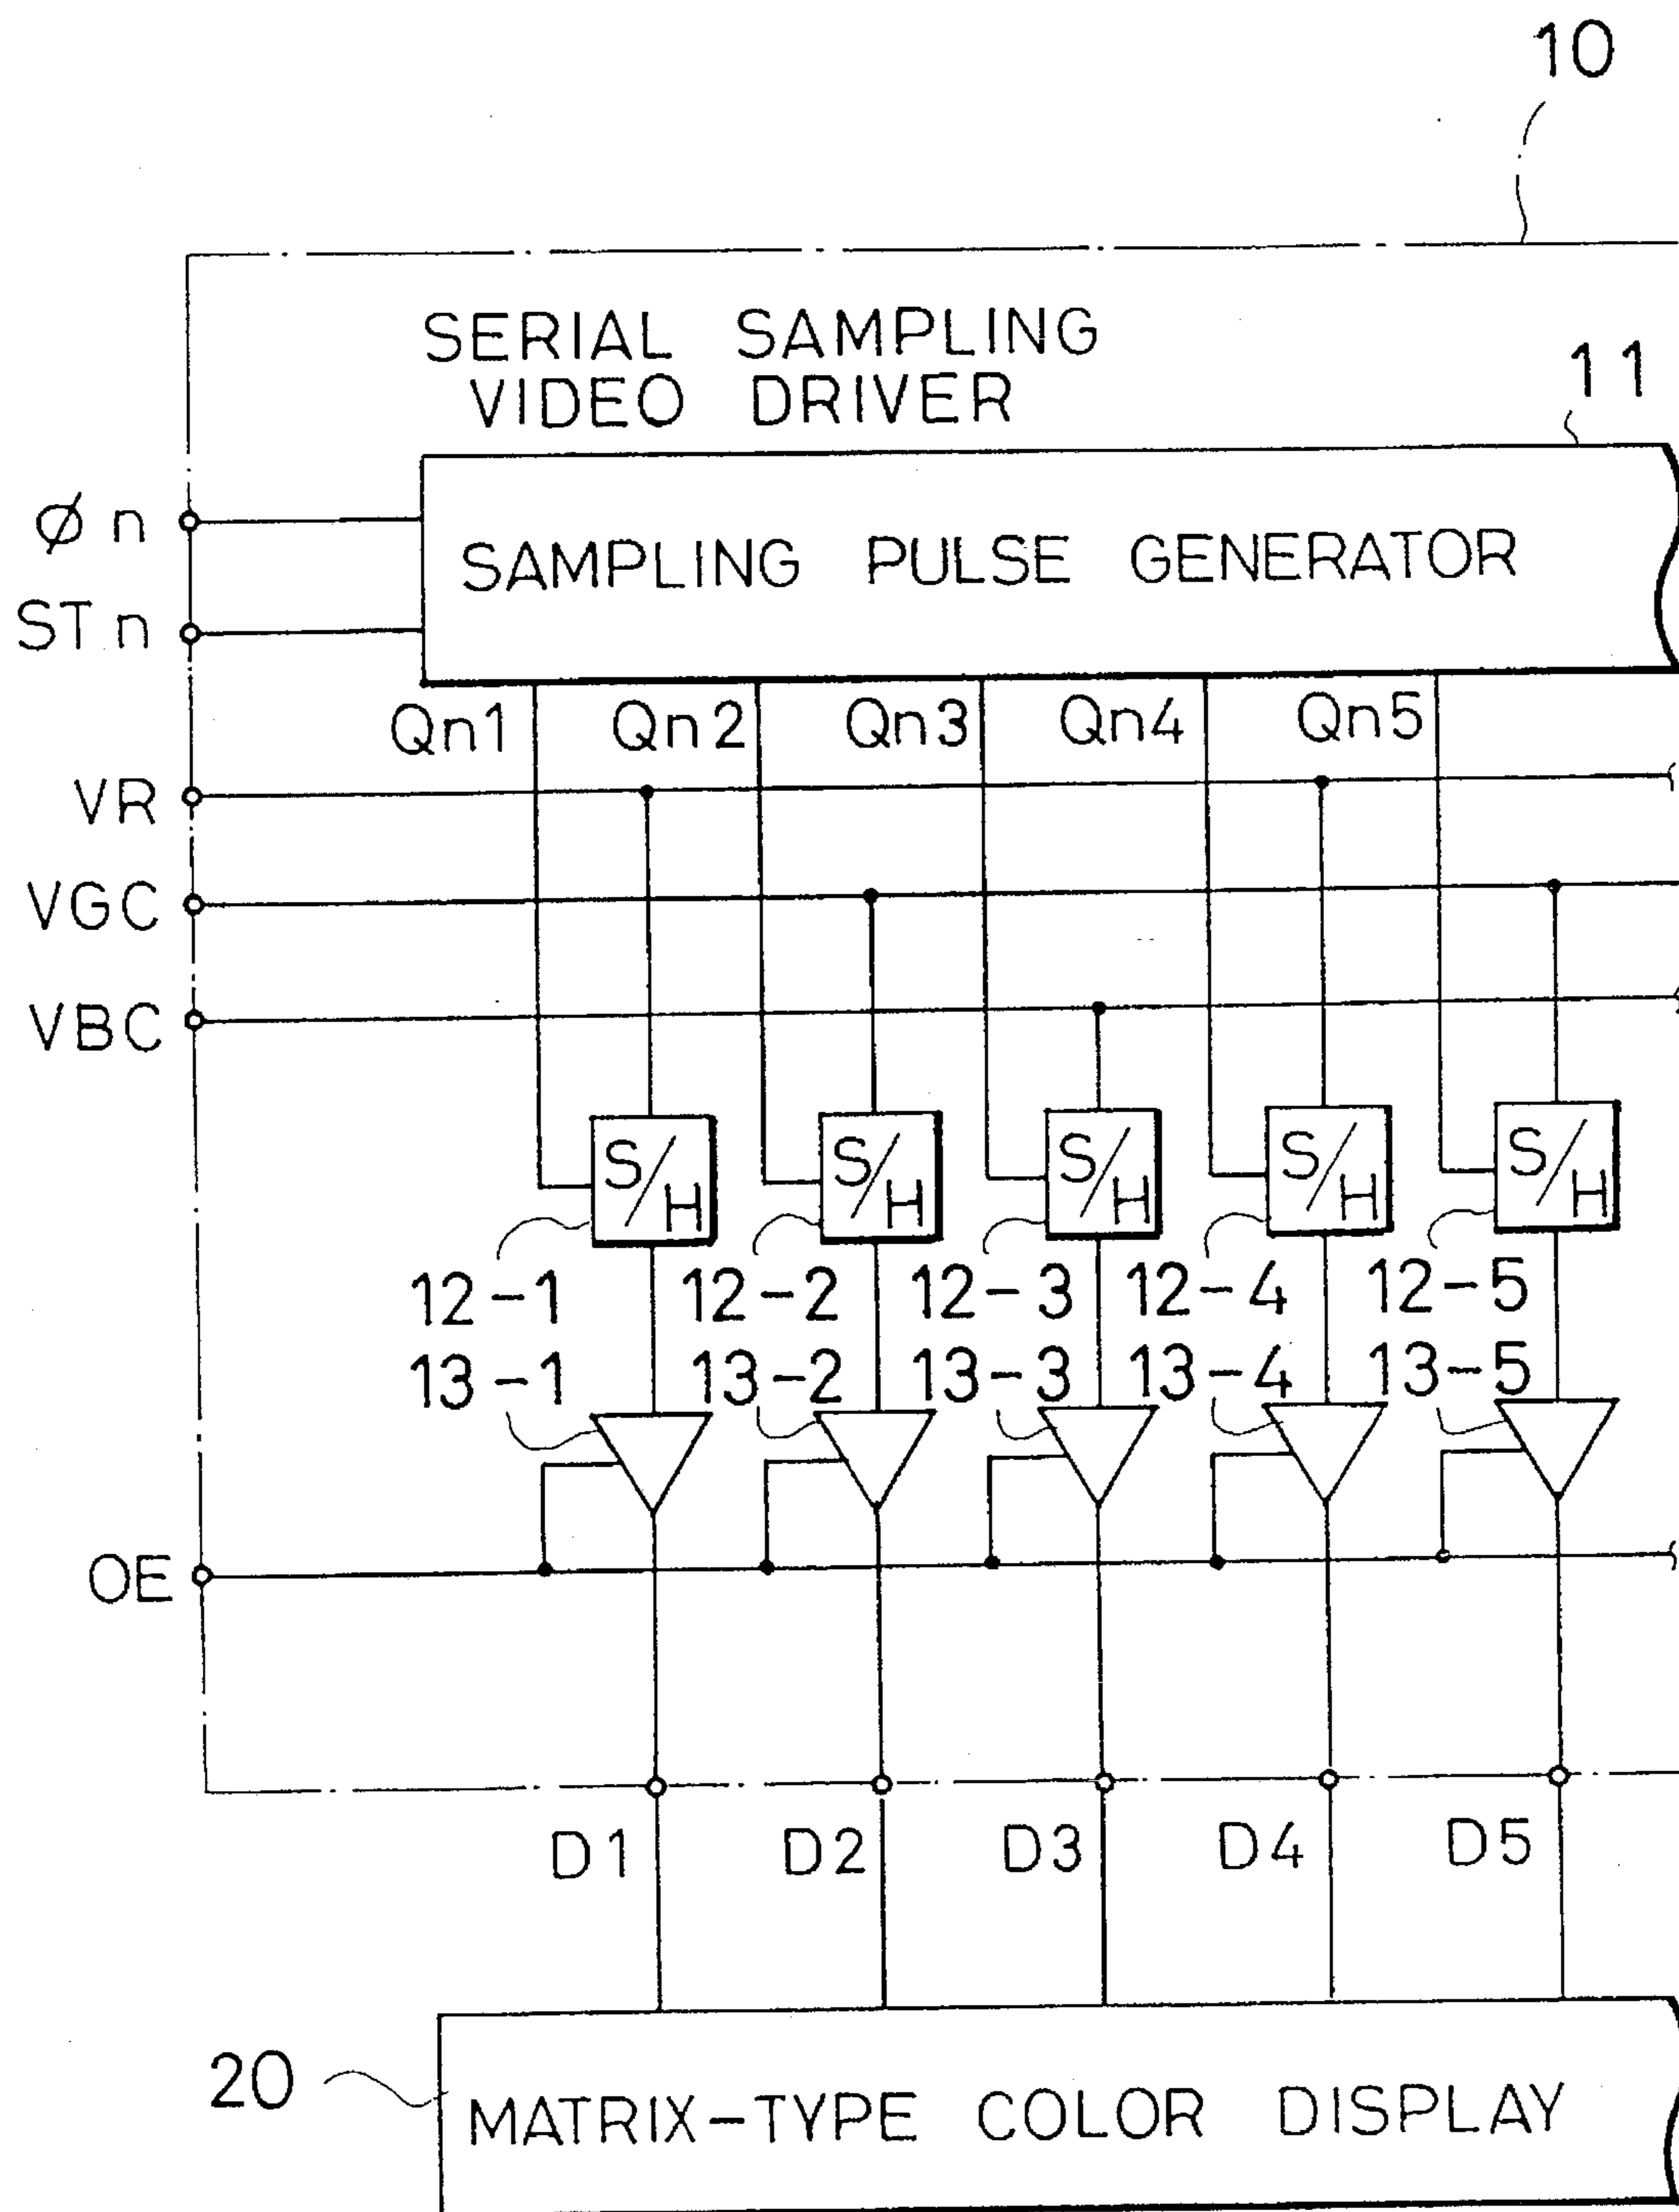 10
SERIAL SAMPLING
VIDEO DRIVER
11
φn
SAMPLING PULSE GENERATOR
STn
Qn1 Qn2 Qn3 Qn4 Qn5
VR
VGC
VBC
S/H S/H S/H S/H S/H
12-1 12-2 12-3 12-4 12-5
13-1 13-2 13-3 13-4 13-5
OE
D1 D2 D3 D4 D5
20
MATRIX-TYPE COLOR DISPLAY